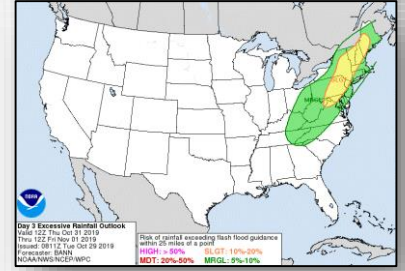 MRGL
NOAA
Day 3 Excessive Rainfall Outlook
Valid 12Z Thu Oct 31 2019
Thru 12Z Fri Nov 01 2019
Issued: 0811Z Tue Oct 29 2019
Forecaster: BANN
NOAA/NWS/NCEP/WPC
Risk of rainfall exceeding flash flood guidance
within 25 miles of a point
HIGH: > 50% SLGT: 10%-20%
MDT: 20%-50% MRGL: 5%-10%